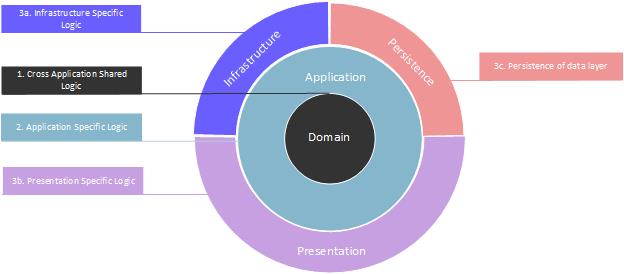 3a. Infrastructure Specific
Logic
1. Cross Application Shared
Logic
2. Application Specific Logic
3b. Presentation Specific Logic
Infrastructure
Persistence
Application
Domain
Presentation
3c. Persistence of data layer